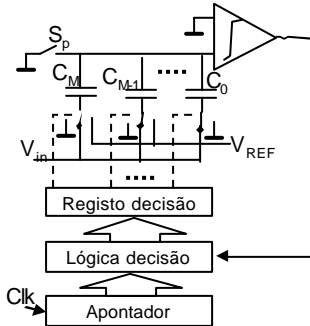 S_p
C_M C_M-1 C_0
V_in V_REF
Registo decisão
Lógica decisão
Clk Apontador